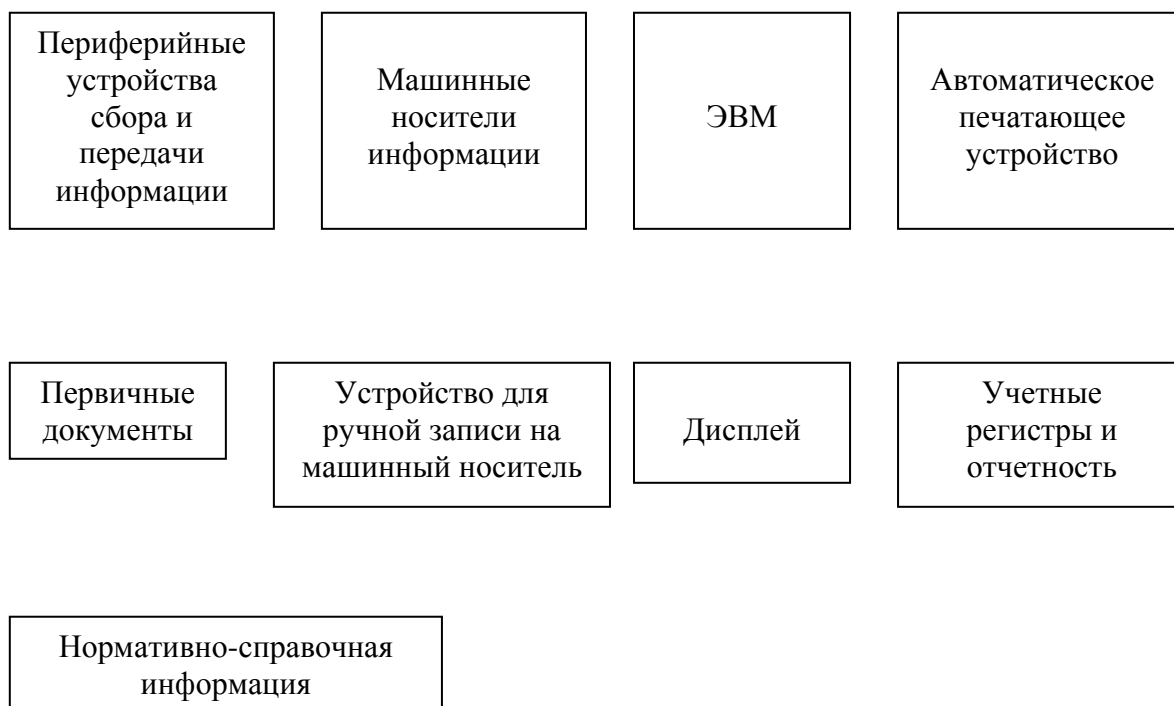 Периферийные
устройства
сбора и
передачи
информации
Машинные
носители
информации
ЭВМ
Автоматическое
печатающее
устройство
Первичные
документы
Устройство для
ручной записи на
машинный носитель
Дисплей
Учетные
регистры и
отчетность
Нормативно-справочная
информация